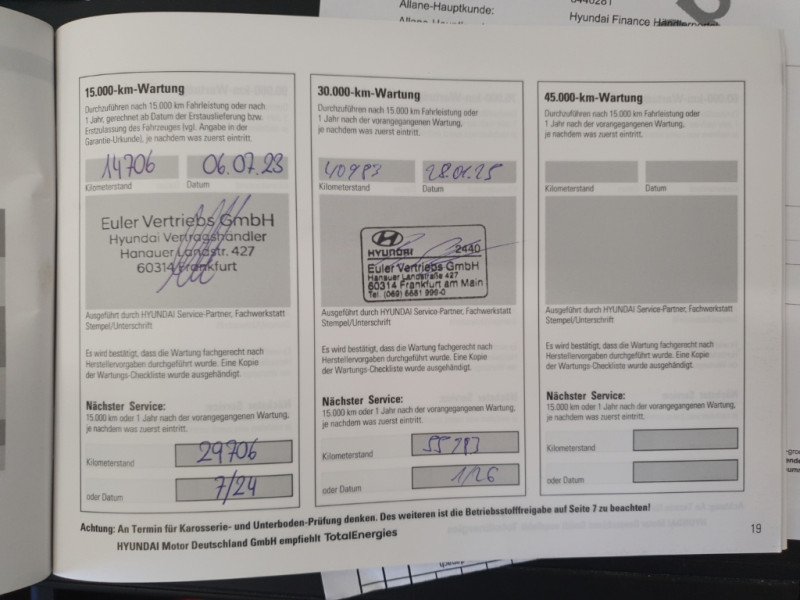 Allane-Hauptkunde:
Hyundai Finance
15.000-km-Wartung
Durchzuführen nach 15.000 km Fahrleistung oder nach
1 Jahr, gerechnet ab Datum der Erstauslieferung bzw.
Erstzulassung des Fahrzeuges (vgl. Angabe in der
Garantie-Urkunde), je nachdem was zuerst eintritt.
14706 06.07.23
Kilometerstand Datum
Euler Vertriebs GmbH
Hyundai Vertragshändler
Hanauer Landstr. 427
60314 Frankfurt
Ausgeführt durch HYUNDAI Service-Partner, Fachwerkstatt
Stempel/Unterschrift
Es wird bestätigt, dass die Wartung fachgerecht nach
Herstellervorgaben durchgeführt wurde. Eine Kopie
der Wartungs-Checkliste wurde ausgehändigt.
Nächster Service:
15.000 km oder 1 Jahr nach der vorangegangenen Wartung,
je nachdem was zuerst eintritt.
Kilometerstand 29706
oder Datum 7/24
30.000-km-Wartung
Durchzuführen nach 15.000 km Fahrleistung oder
1 Jahr nach der vorangegangenen Wartung,
je nachdem was zuerst eintritt.
40983 28.01.25
Kilometerstand Datum
HYUNDAI 2440
Euler Vertriebs GmbH
Hanauer Landstraße 427
60314 Frankfurt am Main
Tel. (069) 6681 999-0
Ausgeführt durch HYUNDAI Service-Partner, Fachwerkstatt
Stempel/Unterschrift
Es wird bestätigt, dass die Wartung fachgerecht nach
Herstellervorgaben durchgeführt wurde. Eine Kopie
der Wartungs-Checkliste wurde ausgehändigt.
Nächster Service:
15.000 km oder 1 Jahr nach der vorangegangenen Wartung,
je nachdem was zuerst eintritt.
Kilometerstand 55983
oder Datum 1/26
45.000-km-Wartung
Durchzuführen nach 15.000 km Fahrleistung oder
1 Jahr nach der vorangegangenen Wartung,
je nachdem was zuerst eintritt.
Kilometerstand Datum
Ausgeführt durch HYUNDAI Service-Partner, Fachwerkstatt
Stempel/Unterschrift
Es wird bestätigt, dass die Wartung fachgerecht nach
Herstellervorgaben durchgeführt wurde. Eine Kopie
der Wartungs-Checkliste wurde ausgehändigt.
Nächster Service:
15.000 km oder 1 Jahr nach der vorangegangenen Wartung,
je nachdem was zuerst eintritt.
Kilometerstand
oder Datum
Achtung: An Termin für Karosserie- und Unterboden-Prüfung denken. Des weiteren ist die Betriebsstofffreigabe auf Seite 7 zu beachten!
HYUNDAI Motor Deutschland GmbH empfiehlt TotalEnergies
19